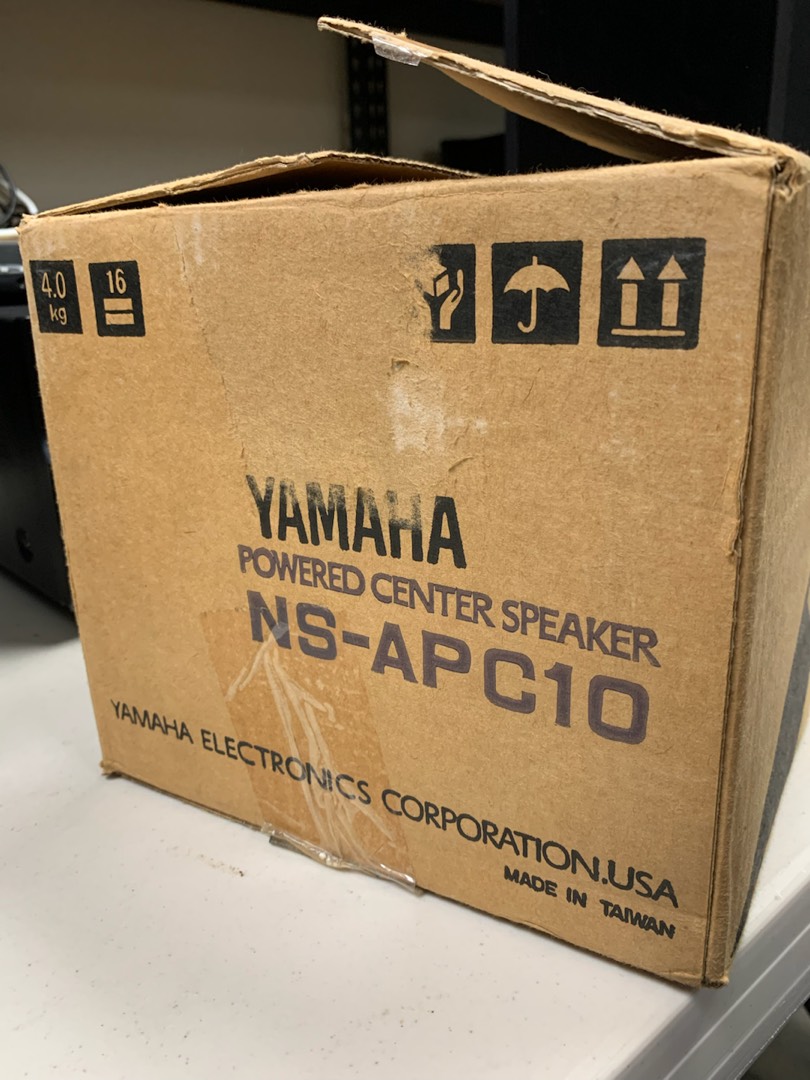 4.0 kg
16
YAMAHA
POWERED CENTER SPEAKER
NS-APC10
YAMAHA ELECTRONICS CORPORATION.USA
MADE IN TAIWAN